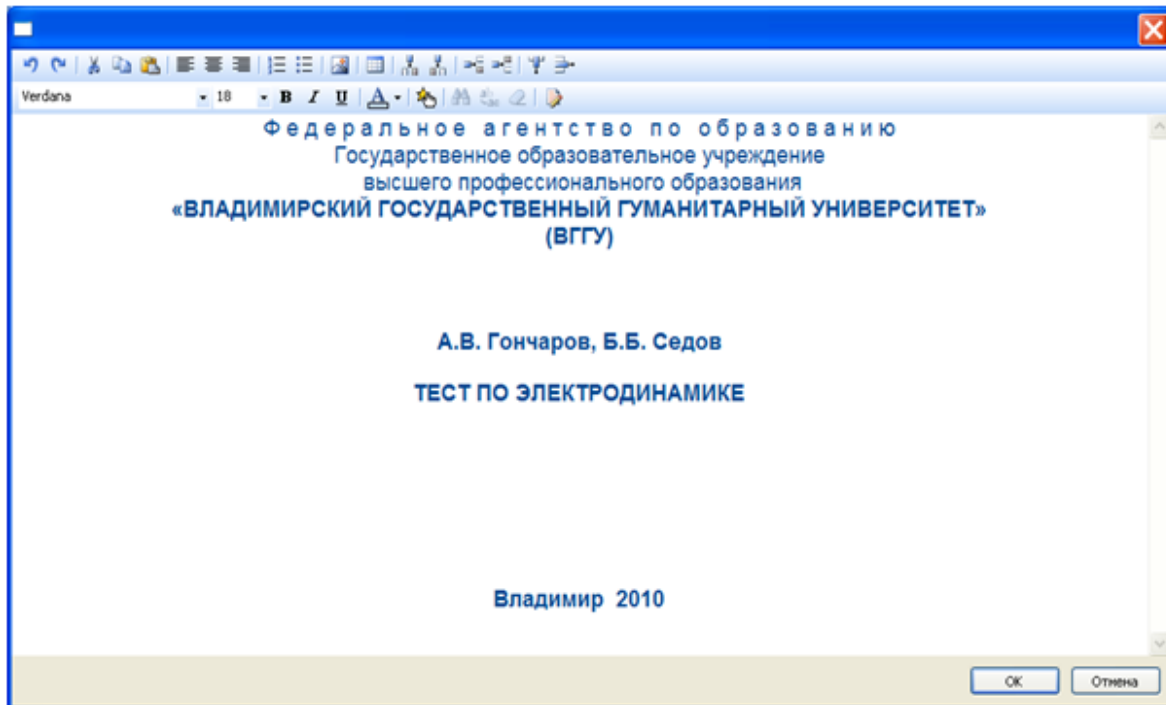 Verdana 18 B I U A
Федеральное агентство по образованию
Государственное образовательное учреждение
высшего профессионального образования
«ВЛАДИМИРСКИЙ ГОСУДАРСТВЕННЫЙ ГУМАНИТАРНЫЙ УНИВЕРСИТЕТ»
(ВГГУ)
А.В. Гончаров, Б.Б. Седов
ТЕСТ ПО ЭЛЕКТРОДИНАМИКЕ
Владимир 2010
ОК Отмена